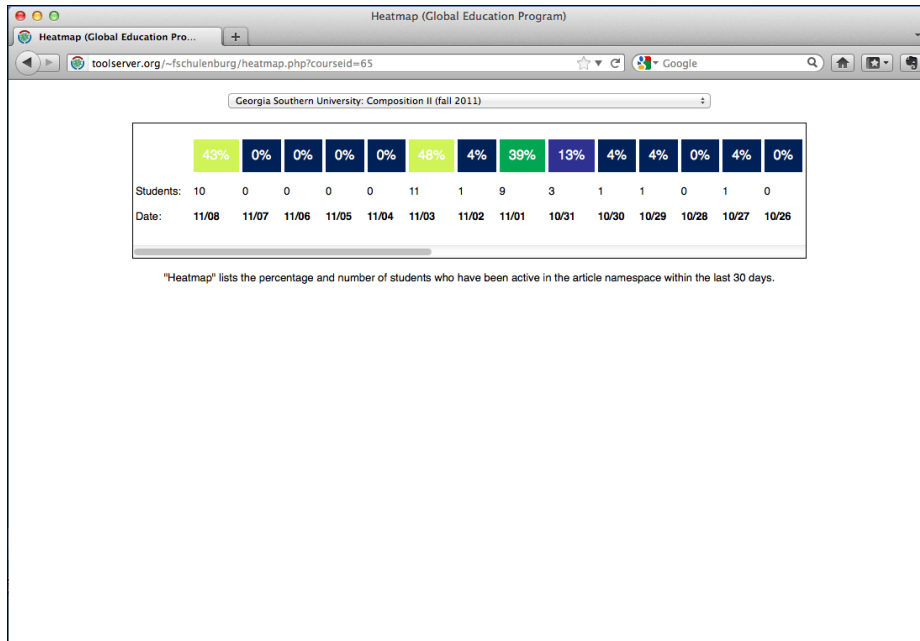 Heatmap (Global Education Program)
Heatmap (Global Education Pro...
toolserver.org/~fschulenburg/heatmap.php?courseid=65
Google
Georgia Southern University: Composition II (fall 2011)
43% 0% 0% 0% 0% 48% 4% 39% 13% 4% 4% 0% 4% 0%
Students: 10 0 0 0 0 11 1 9 3 1 1 0 1 0
Date: 11/08 11/07 11/06 11/05 11/04 11/03 11/02 11/01 10/31 10/30 10/29 10/28 10/27 10/26
"Heatmap" lists the percentage and number of students who have been active in the article namespace within the last 30 days.